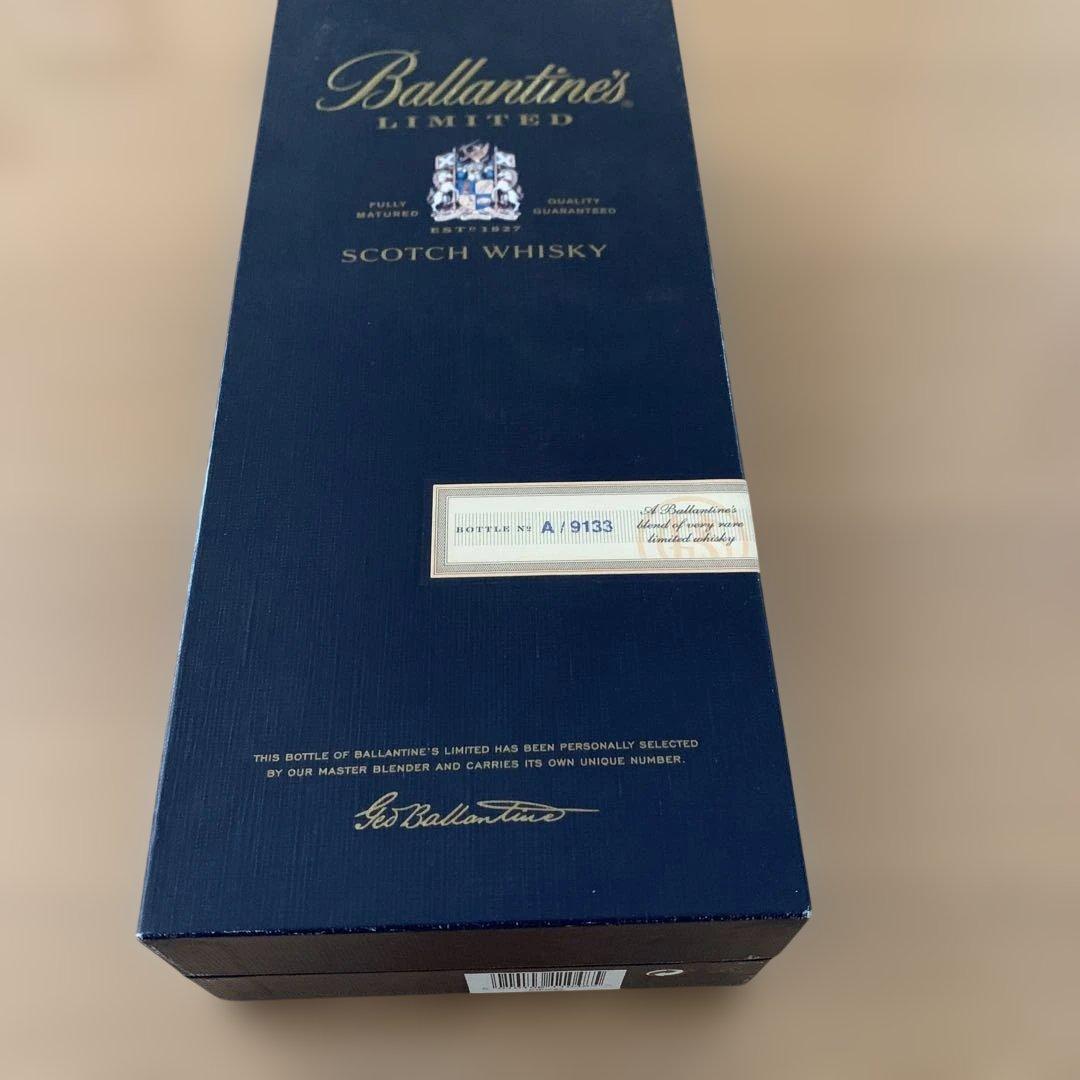 Ballantine's®
LIMITED
FULLY
MATURED
QUALITY
GUARANTEED
ESTD 1827
SCOTCH WHISKY
BOTTLE Nº A/9133
A Ballantine's
blend of very rare
limited whisky
THIS BOTTLE OF BALLANTINE'S LIMITED HAS BEEN PERSONALLY SELECTED
BY OUR MASTER BLENDER AND CARRIES ITS OWN UNIQUE NUMBER.
Geo Ballantine